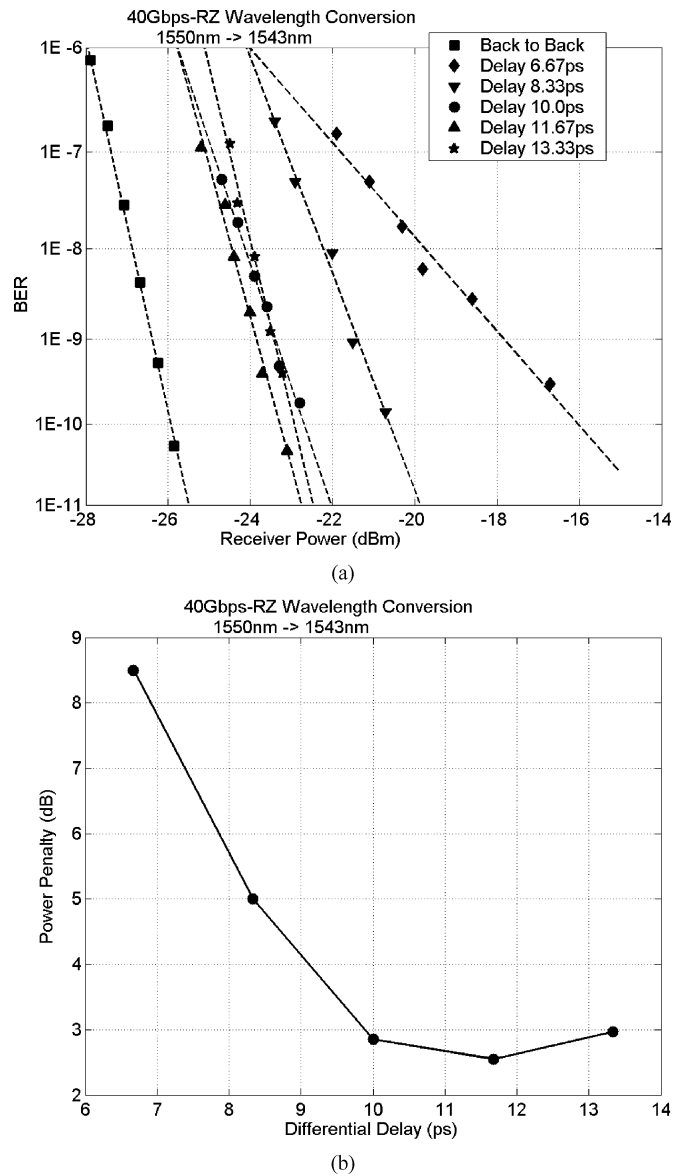 40Gbps-RZ Wavelength Conversion
1550nm -> 1543nm
1E -6
1E -7
1E -8
1E -9
1E-10
1E-11
BER
Back to Back
Delay 6.67ps
Delay 8.33ps
Delay 10.0ps
Delay 11.67ps
Delay 13.33ps
-28 -26 -24 -22 -20 -18 -16 -14
Receiver Power (dBm)
(a)
40Gbps-RZ Wavelength Conversion
1550nm -> 1543nm
9
8
7
6
5
4
3
2
Power Penalty (dB)
6 7 8 9 10 11 12 13 14
Differential Delay (ps)
(b)